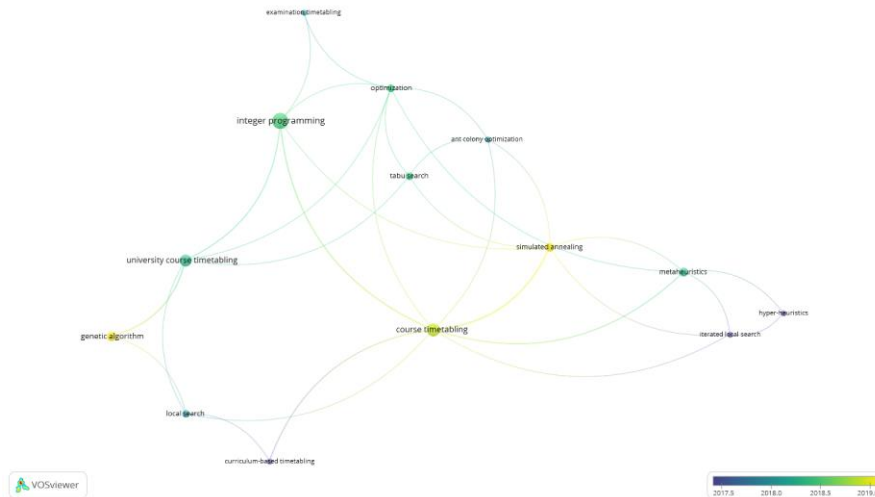 examination timetabling
optimization
integer programming
ant colony optimization
tabu search
simulated annealing
university course timetabling
metaheuristics
hyper-heuristics
course timetabling
iterated local search
genetic algorithm
local search
curriculum-based timetabling
VOSviewer
2017.5 2018.0 2018.5 2019.